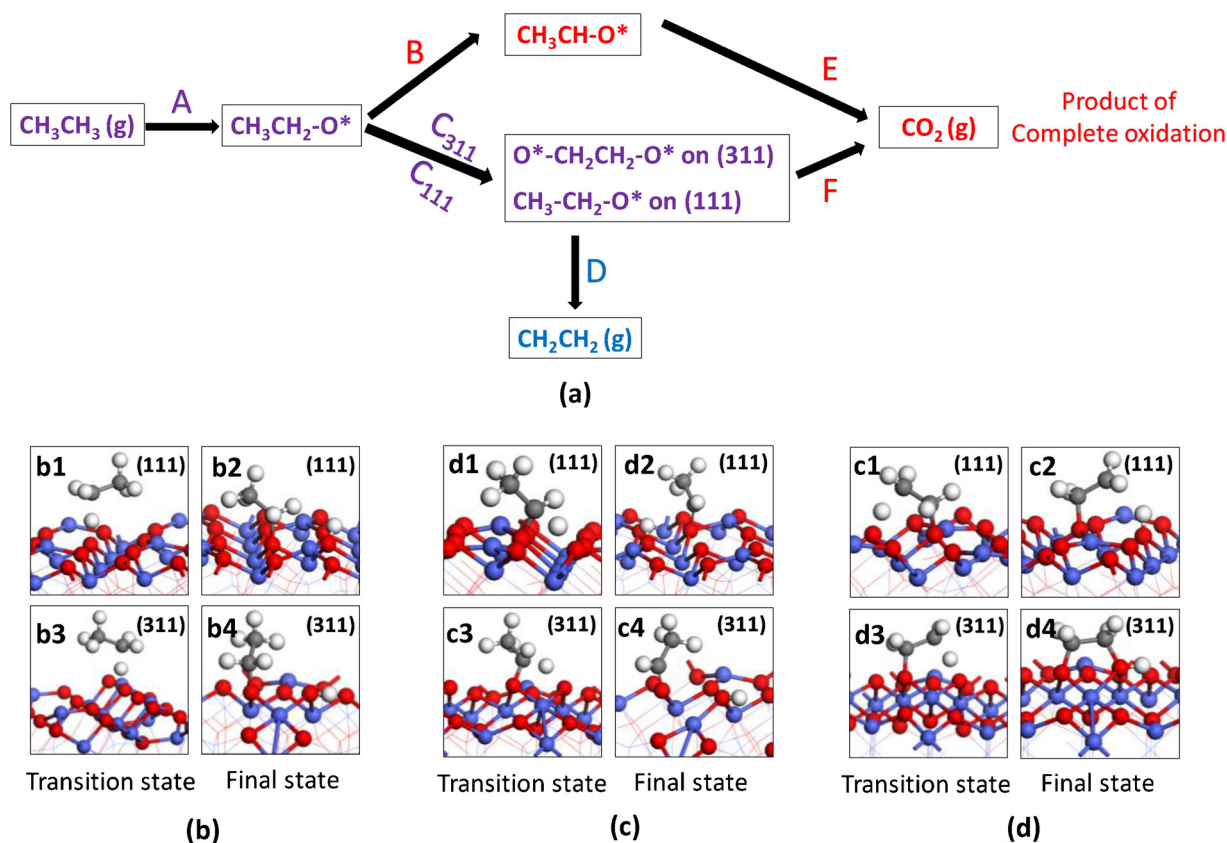 B
CH₃CH-O*
E
A
CH₃CH₃ (g)
CH₃CH₂-O*
CO₂ (g)
Product of
Complete oxidation
C₃₁₁
C₁₁₁
O*-CH₂CH₂-O* on (311)
CH₃-CH₂-O* on (111)
F
D
CH₂CH₂ (g)
(a)
b1 (111)
b2 (111)
d1 (111)
d2 (111)
c1 (111)
c2 (111)
b3 (311)
b4 (311)
c3 (311)
c4 (311)
d3 (311)
d4 (311)
Transition state Final state
Transition state Final state
Transition state Final state
(b)
(c)
(d)